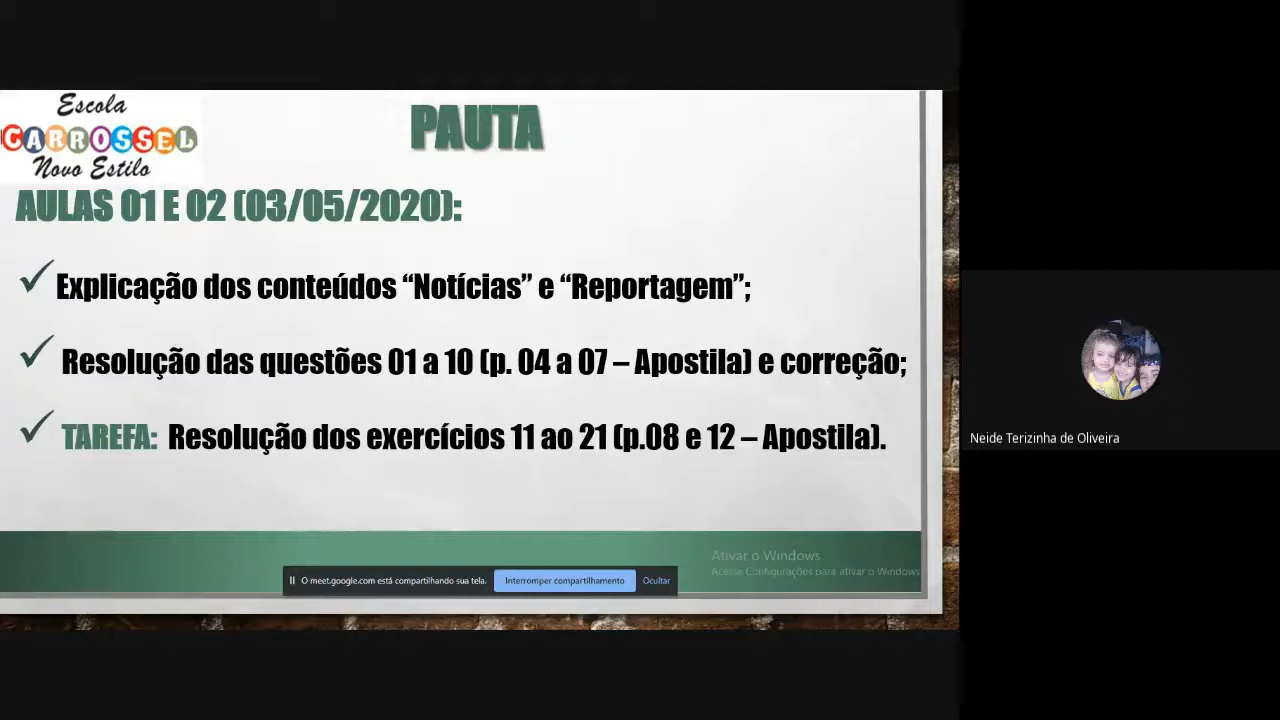 Escola
CARROSSEL
Novo Estilo
PAUTA
AULAS 01 E 02 (03/05/2020):
✓Explicação dos conteúdos “Notícias” e “Reportagem”;
✓Resolução das questões 01 a 10 (p. 04 a 07 – Apostila) e correção;
✓TAREFA: Resolução dos exercícios 11 ao 21 (p.08 e 12 – Apostila).
Ativar o Windows
Acesse Configurações para ativar o Windows
O meet.google.com está compartilhando sua tela. Interromper compartilhamento Ocultar
Neide Terizinha de Oliveira